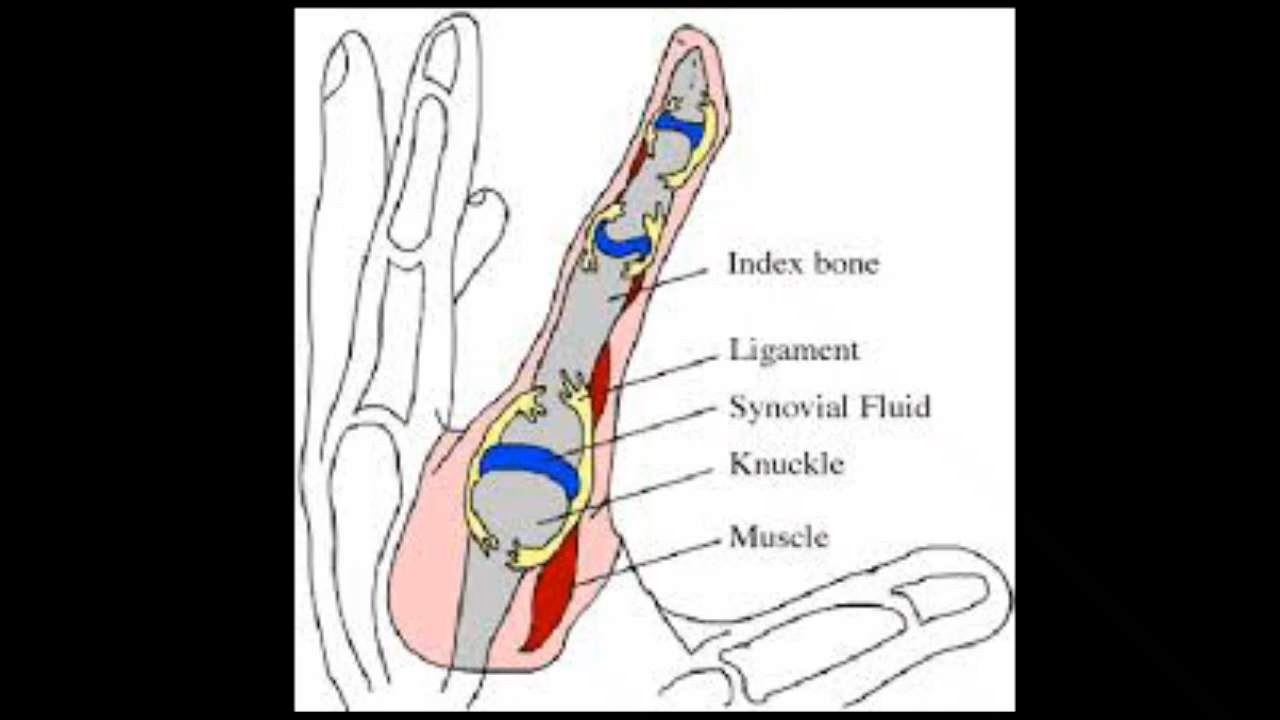 Index bone
Ligament
Synovial Fluid
Knuckle
Muscle